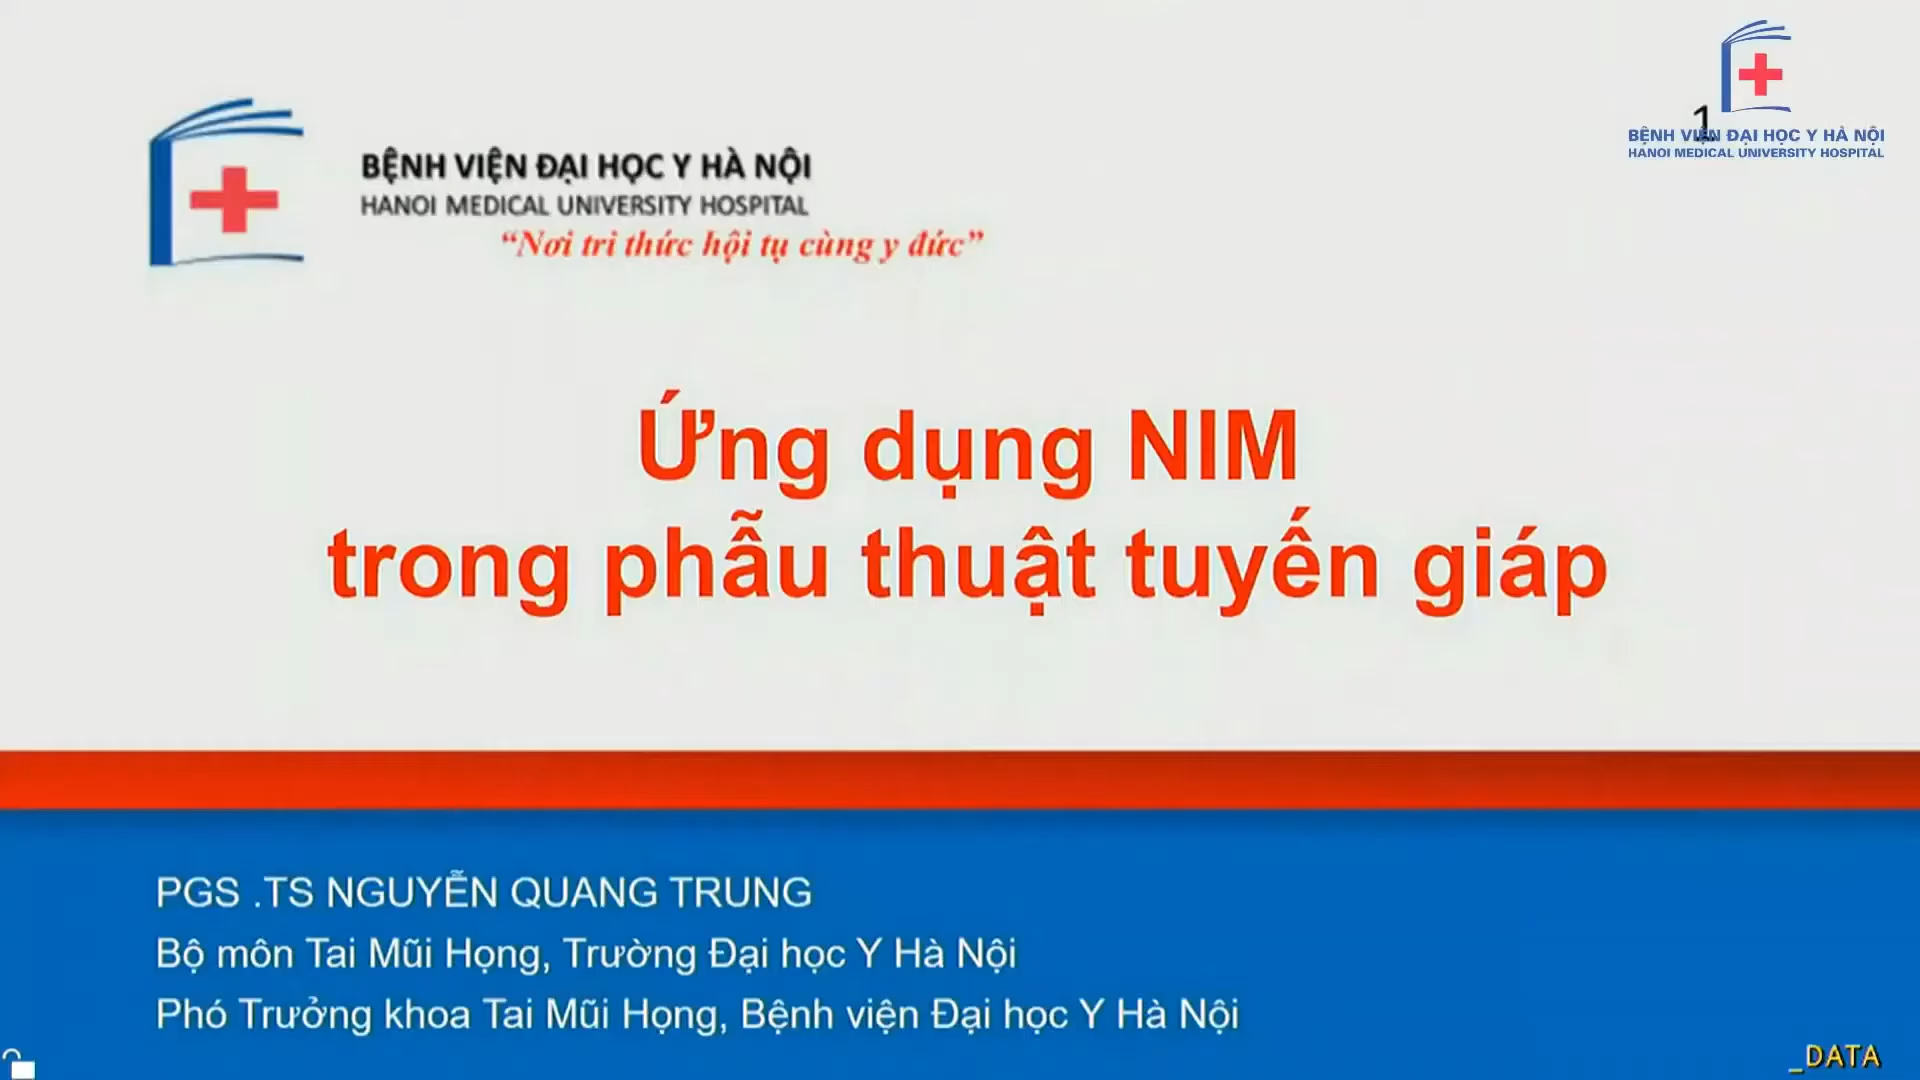 BỆNH VIỆN ĐẠI HỌC Y HÀ NỘI
HANOI MEDICAL UNIVERSITY HOSPITAL
“Nơi tri thức hội tụ cùng y đức”
1
BỆNH VIỆN ĐẠI HỌC Y HÀ NỘI
HANOI MEDICAL UNIVERSITY HOSPITAL
Ứng dụng NIM
trong phẫu thuật tuyến giáp
PGS .TS NGUYỄN QUANG TRUNG
Bộ môn Tai Mũi Họng, Trường Đại học Y Hà Nội
Phó Trưởng khoa Tai Mũi Họng, Bệnh viện Đại học Y Hà Nội
_DATA